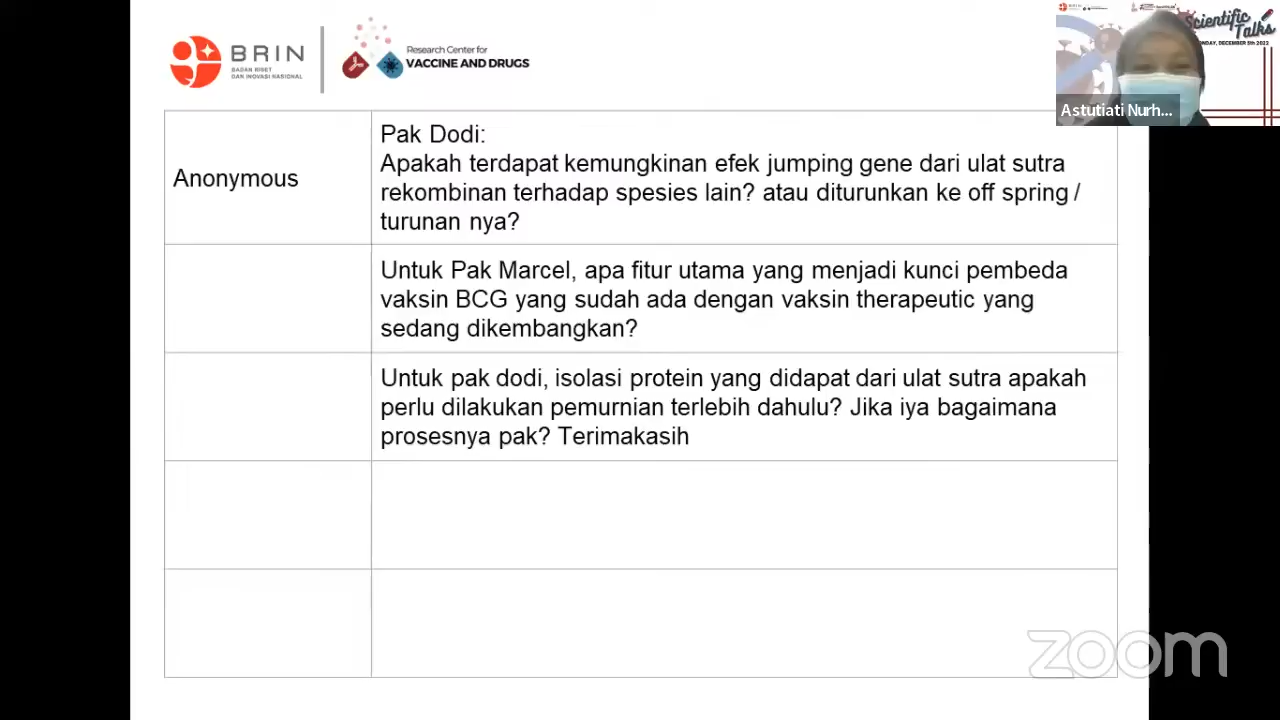 BRIN
BADAN RISET
DAN INOVASI NASIONAL
Research Center for
VACCINE AND DRUGS
Scientific
Talks
MONDAY, DECEMBER 5th 2022
Astutiati Nurh...
Anonymous
Pak Dodi:
Apakah terdapat kemungkinan efek jumping gene dari ulat sutra
rekombinan terhadap spesies lain? atau diturunkan ke off spring /
turunan nya?
Untuk Pak Marcel, apa fitur utama yang menjadi kunci pembeda
vaksin BCG yang sudah ada dengan vaksin therapeutic yang
sedang dikembangkan?
Untuk pak dodi, isolasi protein yang didapat dari ulat sutra apakah
perlu dilakukan pemurnian terlebih dahulu? Jika iya bagaimana
prosesnya pak? Terimakasih
zoom